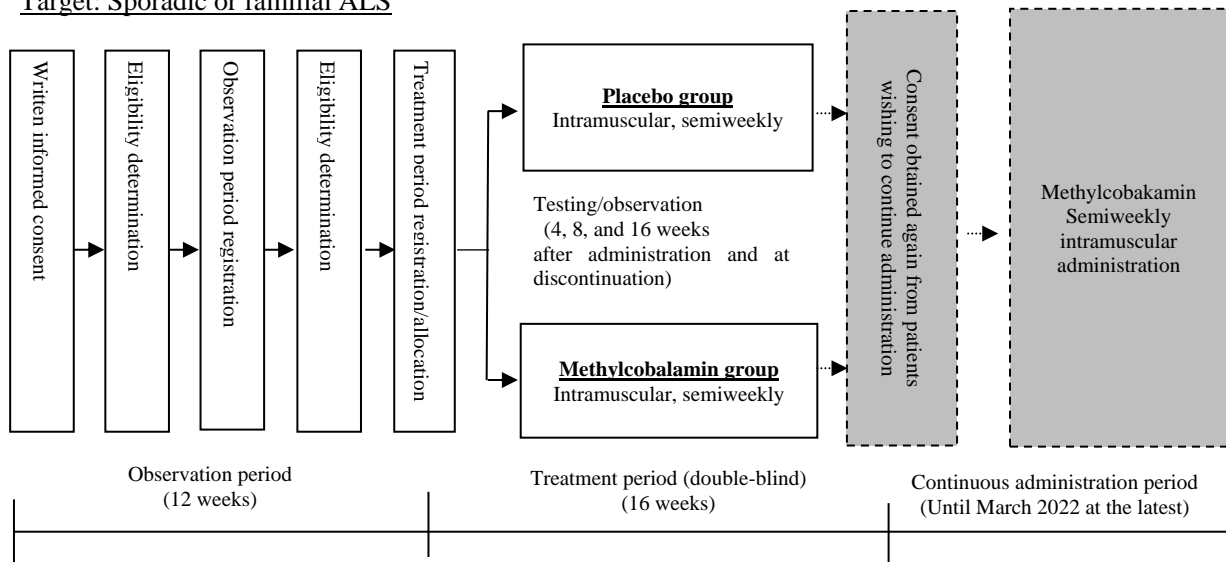 Target: Sporadic or familial ALS
Written informed consent
Eligibility determination
Observation period
registration
Eligibility determination
Treatment period registration/allocation
Placebo group
Intramuscular, semiweekly
Testing/observation
(4, 8, and 16 weeks
after administration and at
discontinuation)
Methylcobalamin group
Intramuscular, semiweekly
Consent obtained again from patients
wishing to continue administration
Methylcobakamin
Semiweekly
intramuscular
administration
Observation period
(12 weeks)
Treatment period (double-blind)
(16 weeks)
Continuous administration period
(Until March 2022 at the latest)